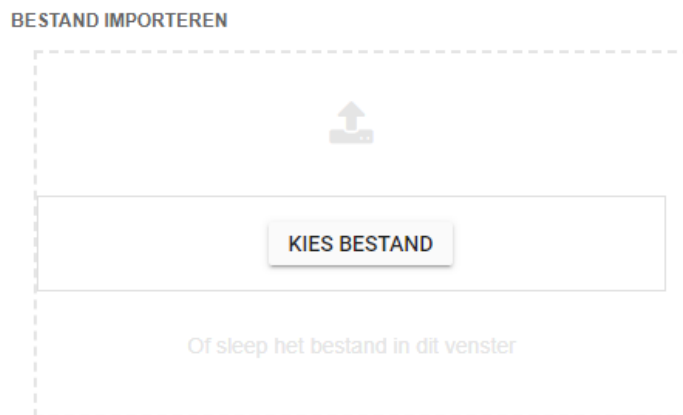 BESTAND IMPORTEREN
KIES BESTAND
Of sleep het bestand in dit venster